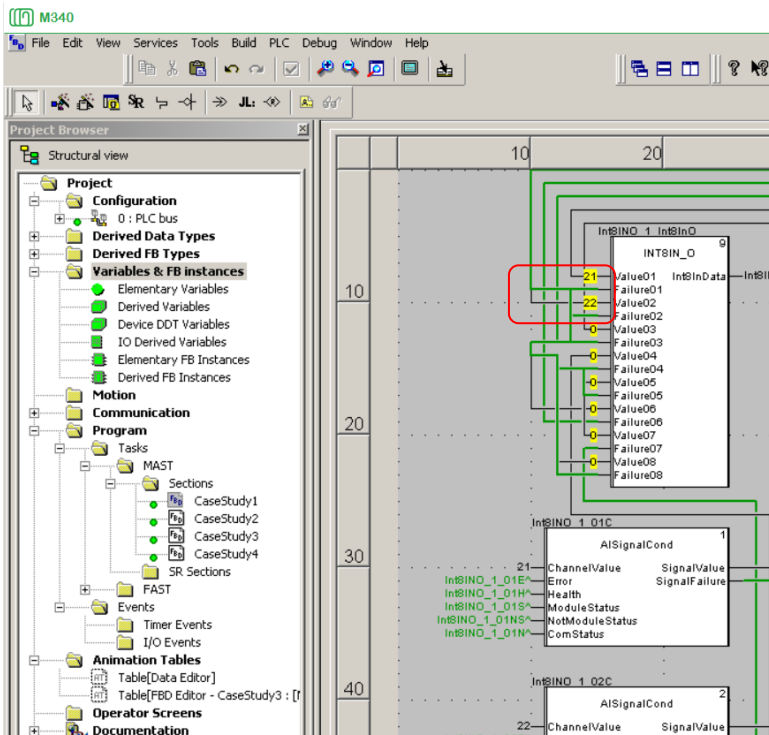 M340
File Edit View Services Tools Build PLC Debug Window Help
Project Browser
Structural view
Project
Configuration
0 : PLC bus
Derived Data Types
Derived FB Types
Variables & FB instances
Elementary Variables
Derived Variables
Device DDT Variables
IO Derived Variables
Elementary FB Instances
Derived FB Instances
Motion
Communication
Program
Tasks
MAST
Sections
CaseStudy1
CaseStudy2
CaseStudy3
CaseStudy4
SR Sections
FAST
Events
Timer Events
I/O Events
Animation Tables
Table[Data Editor]
Table[FBD Editor - CaseStudy3 : [
Operator Screens
Documentation
10 20
Int8INO_1_Int8InO
9
INT8IN_O
21 Value01 Int8InData Int8I
10
Failure01
22 Value02
Failure02
0 Value03
Failure03
0 Value04
Failure04
0 Value05
Failure05
0 Value06
20
Failure06
0 Value07
Failure07
0 Value08
Failure08
Int8INO_1_01C
1
AISignalCond
30
21 ChannelValue SignalValue
Int8INO_1_01E^ Error SignalFailure
Int8INO_1_01H^ Health
Int8INO_1_01S^ ModuleStatus
Int8INO_1_01NS^ NotModuleStatus
Int8INO_1_01N^ ComStatus
Int8INO_1_02C
40
2
AISignalCond
22 ChannelValue SignalValue